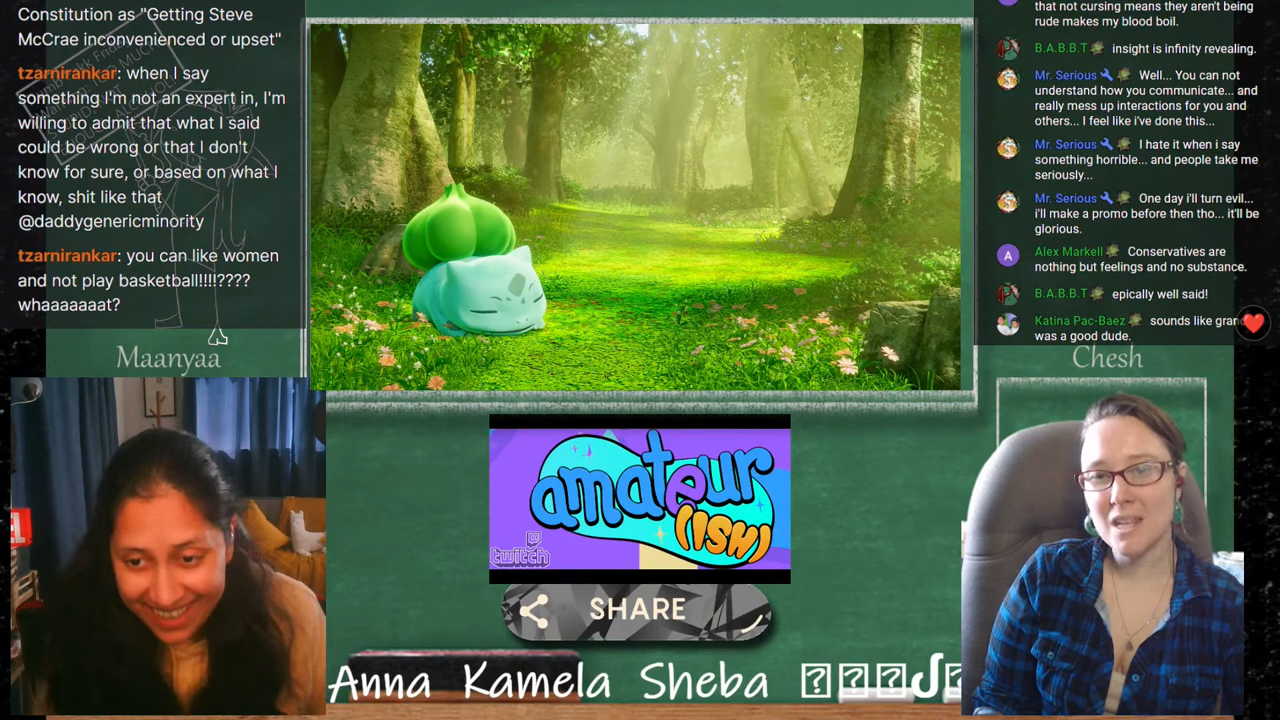 Constitution as "Getting Steve
McCrae inconvenienced or upset"
tzarnirankar: when I say
something I'm not an expert in, I'm
willing to admit that what I said
could be wrong or that I don't
know for sure, or based on what I
know, shit like that
@daddygenericminority
tzarnirankar: you can like women
and not play basketball!!!!????
whaaaaaaat?
Maanyaa
that not cursing means they aren't being
rude makes my blood boil.
B.A.B.B.T insight is infinity revealing.
Mr. Serious Well... You can not
understand how you communicate... and
really mess up interactions for you and
others... I feel like i've done this...
Mr. Serious I hate it when i say
something horrible... and people take me
seriously...
Mr. Serious One day i'll turn evil...
i'll make a promo before then tho... it'll be
glorious.
A Alex Markell Conservatives are
nothing but feelings and no substance.
B.A.B.B.T epically well said!
Katina Pac-Baez sounds like
was a good dude.
Chesh
amateur
(ISH)
twitch
SHARE
Anna Kamela Sheba